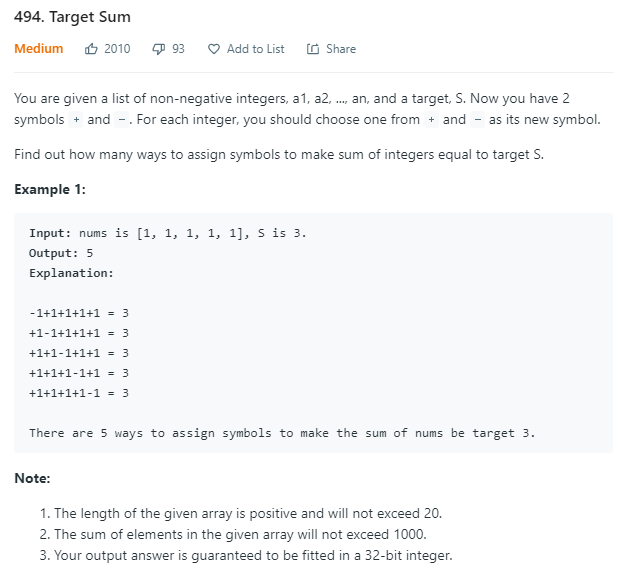 494. Target Sum
Medium 2010 93 Add to List Share
You are given a list of non-negative integers, a1, a2, ..., an, and a target, S. Now you have 2
symbols + and -. For each integer, you should choose one from + and - as its new symbol.
Find out how many ways to assign symbols to make sum of integers equal to target S.
Example 1:
Input: nums is [1, 1, 1, 1, 1], S is 3.
Output: 5
Explanation:
-1+1+1+1+1 = 3
+1-1+1+1+1 = 3
+1+1-1+1+1 = 3
+1+1+1-1+1 = 3
+1+1+1+1-1 = 3
There are 5 ways to assign symbols to make the sum of nums be target 3.
Note:
1. The length of the given array is positive and will not exceed 20.
2. The sum of elements in the given array will not exceed 1000.
3. Your output answer is guaranteed to be fitted in a 32-bit integer.